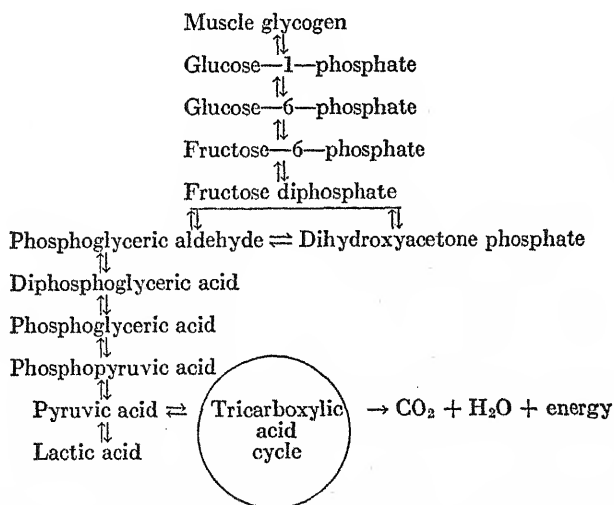 Muscle glycogen
⇅
Glucose—1—phosphate
⇅
Glucose—6—phosphate
⇅
Fructose—6—phosphate
⇅
Fructose diphosphate
⇅ ⇅
Phosphoglyceric aldehyde ⇌ Dihydroxyacetone phosphate
⇅
Diphosphoglyceric acid
⇅
Phosphoglyceric acid
⇅
Phosphopyruvic acid
⇅
Pyruvic acid ⇌ Tricarboxylic → CO₂ + H₂O + energy
⇅ acid
Lactic acid cycle